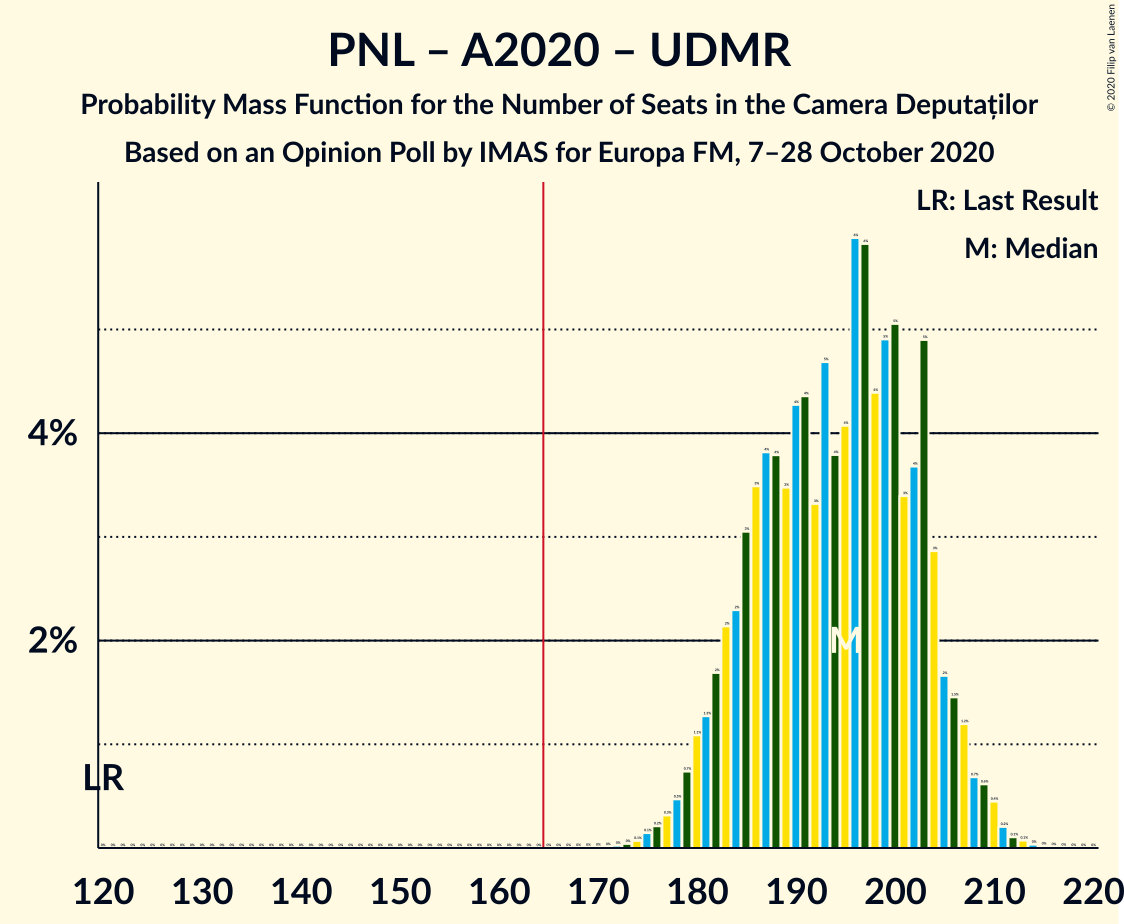 PNL – A2020 – UDMR
Probability Mass Function for the Number of Seats in the Camera Deputaților
Based on an Opinion Poll by IMAS for Europa FM, 7–28 October 2020
© 2020 Filip van Laenen
LR: Last Result
M: Median
4%
2%
LR
M
120 130 140 150 160 170 180 190 200 210 220